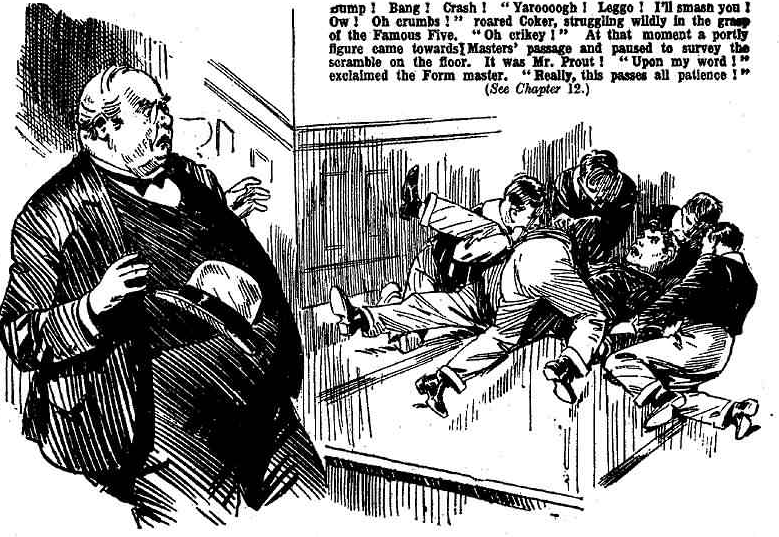 Bump ! Bang ! Crash ! "Yaroooogh ! Leggo ! I'll smash you !
Ow ! Oh crumbs !" roared Coker, struggling wildly in the grasp
of the Famous Five. "Oh crikey !" At that moment a portly
figure came towards Masters' passage and paused to survey the
scramble on the floor. It was Mr. Prout ! "Upon my word !"
exclaimed the Form master. "Really, this passes all patience !"
(See Chapter 12.)